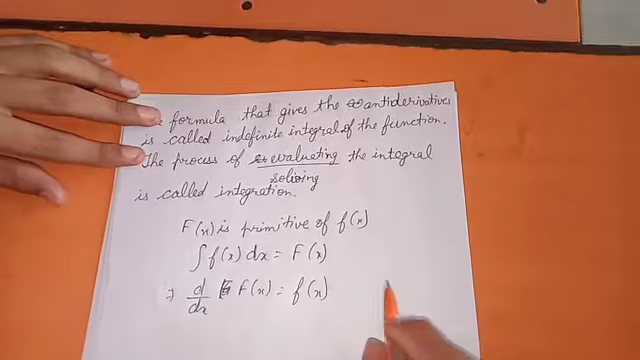 formula that gives the antiderivatives
is called indefinite integral of the function.
The process of evaluating the integral
solving
is called integration.
F(x) is primitive of f(x)
∫f(x) dx = F(x)
⇒ d/dx F(x) = f(x)